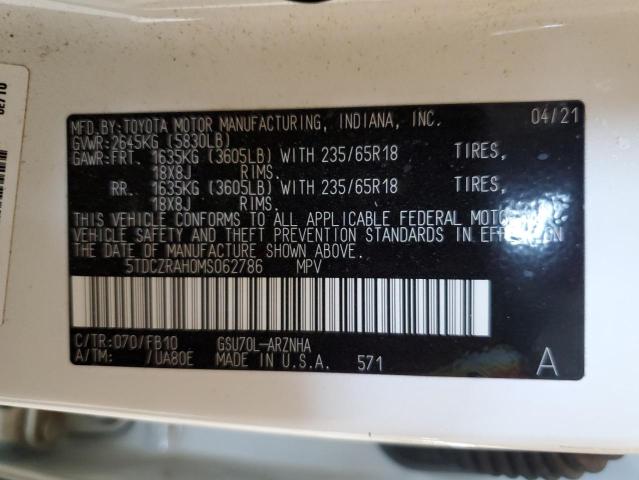 MFD.BY:TOYOTA MOTOR MANUFACTURING, INDIANA, INC. 04/21
GVWR:2645KG (5830LB)
GAWR:FRT. 1635KG (3605LB) WITH 235/65R18 TIRES,
18X8J RIMS.
RR. 1635KG (3605LB) WITH 235/65R18 TIRES,
18X8J RIMS.
THIS VEHICLE CONFORMS TO ALL APPLICABLE FEDERAL MOTOR
VEHICLE SAFETY AND THEFT PREVENTION STANDARDS IN EFFECT ON
THE DATE OF MANUFACTURE SHOWN ABOVE.
5TDCZRAH0MS062786 MPV
C/TR:070/FB10 GSU70L-ARZNHA
A/TM: /UA80E MADE IN U.S.A. 571 A